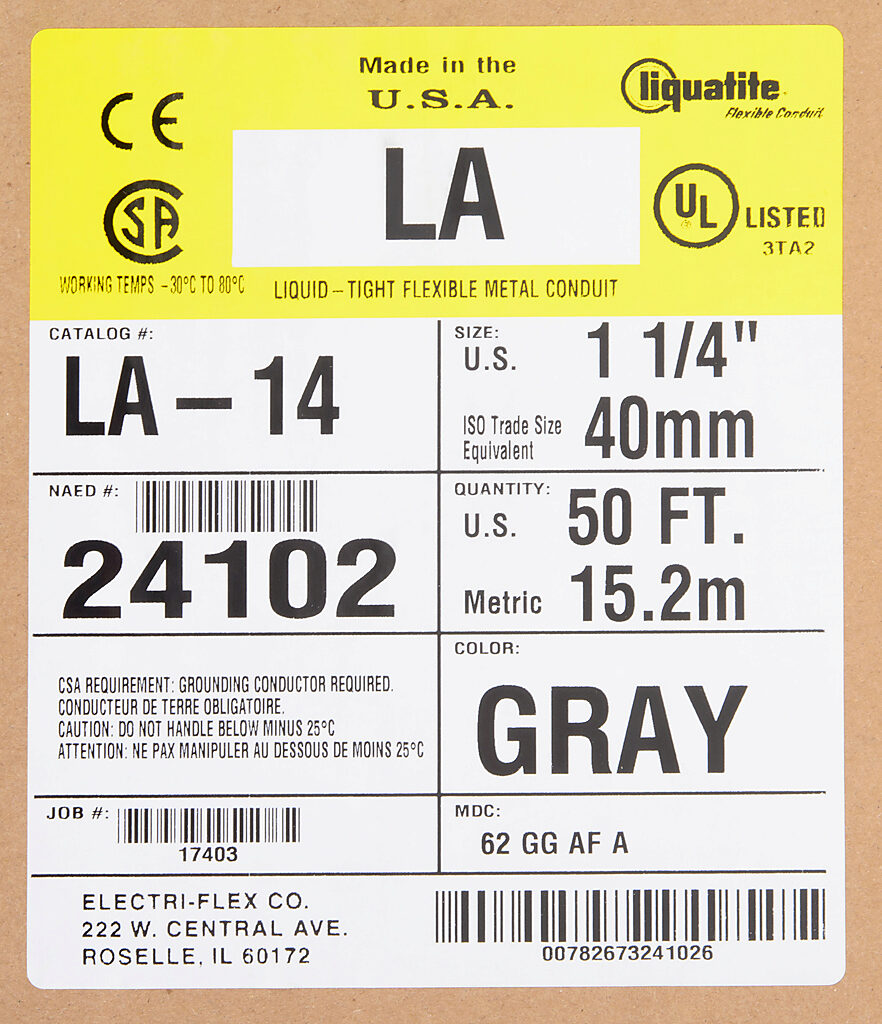 Made in the
U.S.A.
CE
liquatite
Flexible Conduit
LA
CSA
UL LISTED
3TA2
WORKING TEMPS -30°C TO 80°C
LIQUID-TIGHT FLEXIBLE METAL CONDUIT
CATALOG #:
LA-14
SIZE:
U.S. 1 1/4"
ISO Trade Size
Equivalent 40mm
NAED #:
24102
QUANTITY:
U.S. 50 FT.
Metric 15.2m
CSA REQUIREMENT: GROUNDING CONDUCTOR REQUIRED.
CONDUCTEUR DE TERRE OBLIGATOIRE.
CAUTION: DO NOT HANDLE BELOW MINUS 25°C
ATTENTION: NE PAX MANIPULER AU DESSOUS DE MOINS 25°C
COLOR:
GRAY
JOB #:
17403
MDC:
62 GG AF A
ELECTRI-FLEX CO.
222 W. CENTRAL AVE.
ROSELLE, IL 60172
00782673241026